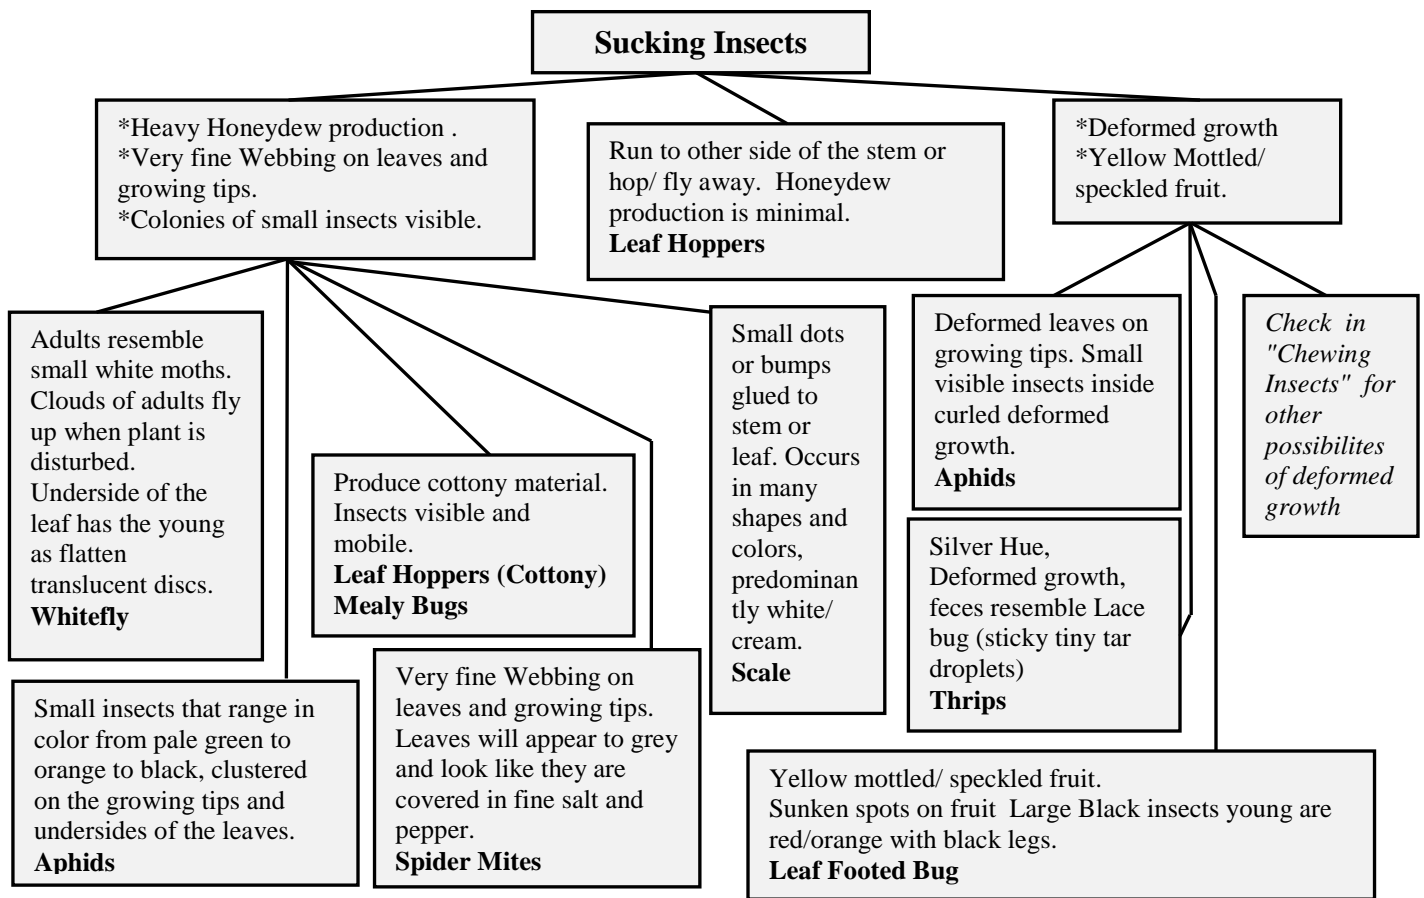 Sucking Insects
*Heavy Honeydew production .
*Very fine Webbing on leaves and
growing tips.
*Colonies of small insects visible.
Run to other side of the stem or
hop/ fly away.  Honeydew
production is minimal.
Leaf Hoppers
*Deformed growth
*Yellow Mottled/
speckled fruit.
Adults resemble
small white moths.
Clouds of adults fly
up when plant is
disturbed.
Underside of the
leaf has the young
as flatten
translucent discs.
Whitefly
Small insects that range in
color from pale green to
orange to black, clustered
on the growing tips and
undersides of the leaves.
Aphids
Produce cottony material.
Insects visible and
mobile.
Leaf Hoppers (Cottony)
Mealy Bugs
Very fine Webbing on
leaves and growing tips.
Leaves will appear to grey
and look like they are
covered in fine salt and
pepper.
Spider Mites
Small dots
or bumps
glued to
stem or
leaf. Occurs
in many
shapes and
colors,
predominan
tly white/
cream.
Scale
Deformed leaves on
growing tips. Small
visible insects inside
curled deformed
growth.
Aphids
Silver Hue,
Deformed growth,
feces resemble Lace
bug (sticky tiny tar
droplets)
Thrips
Yellow mottled/ speckled fruit.
Sunken spots on fruit  Large Black insects young are
red/orange with black legs.
Leaf Footed Bug
Check  in
"Chewing
Insects"  for
other
possibilites
of deformed
growth